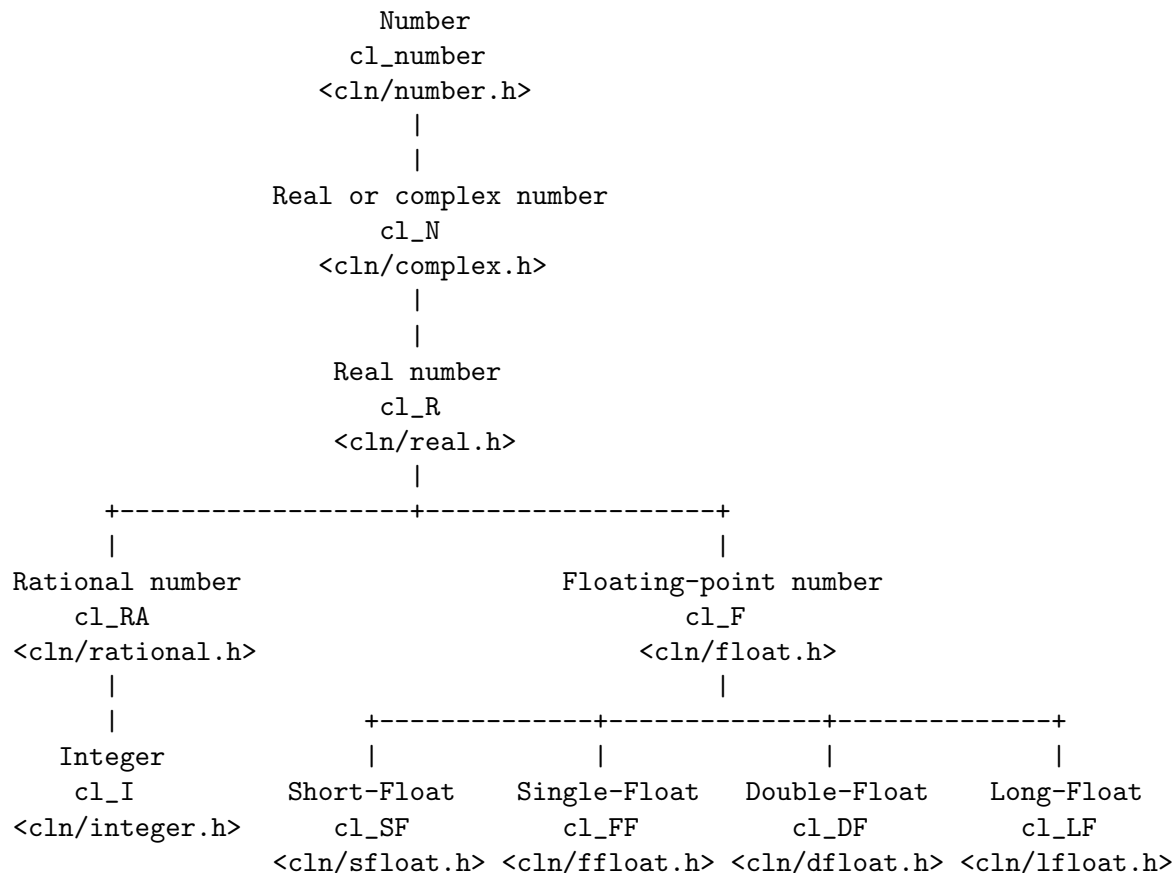 Number
cl_number
<cln/number.h>
|
|
Real or complex number
cl_N
<cln/complex.h>
|
|
Real number
cl_R
<cln/real.h>
|
+-------------------+-------------------+
| |
Rational number Floating-point number
cl_RA cl_F
<cln/rational.h> <cln/float.h>
| |
| +--------------+--------------+--------------+
Integer | | | |
cl_I Short-Float Single-Float Double-Float Long-Float
<cln/integer.h> cl_SF cl_FF cl_DF cl_LF
<cln/sfloat.h> <cln/ffloat.h> <cln/dfloat.h> <cln/lfloat.h>